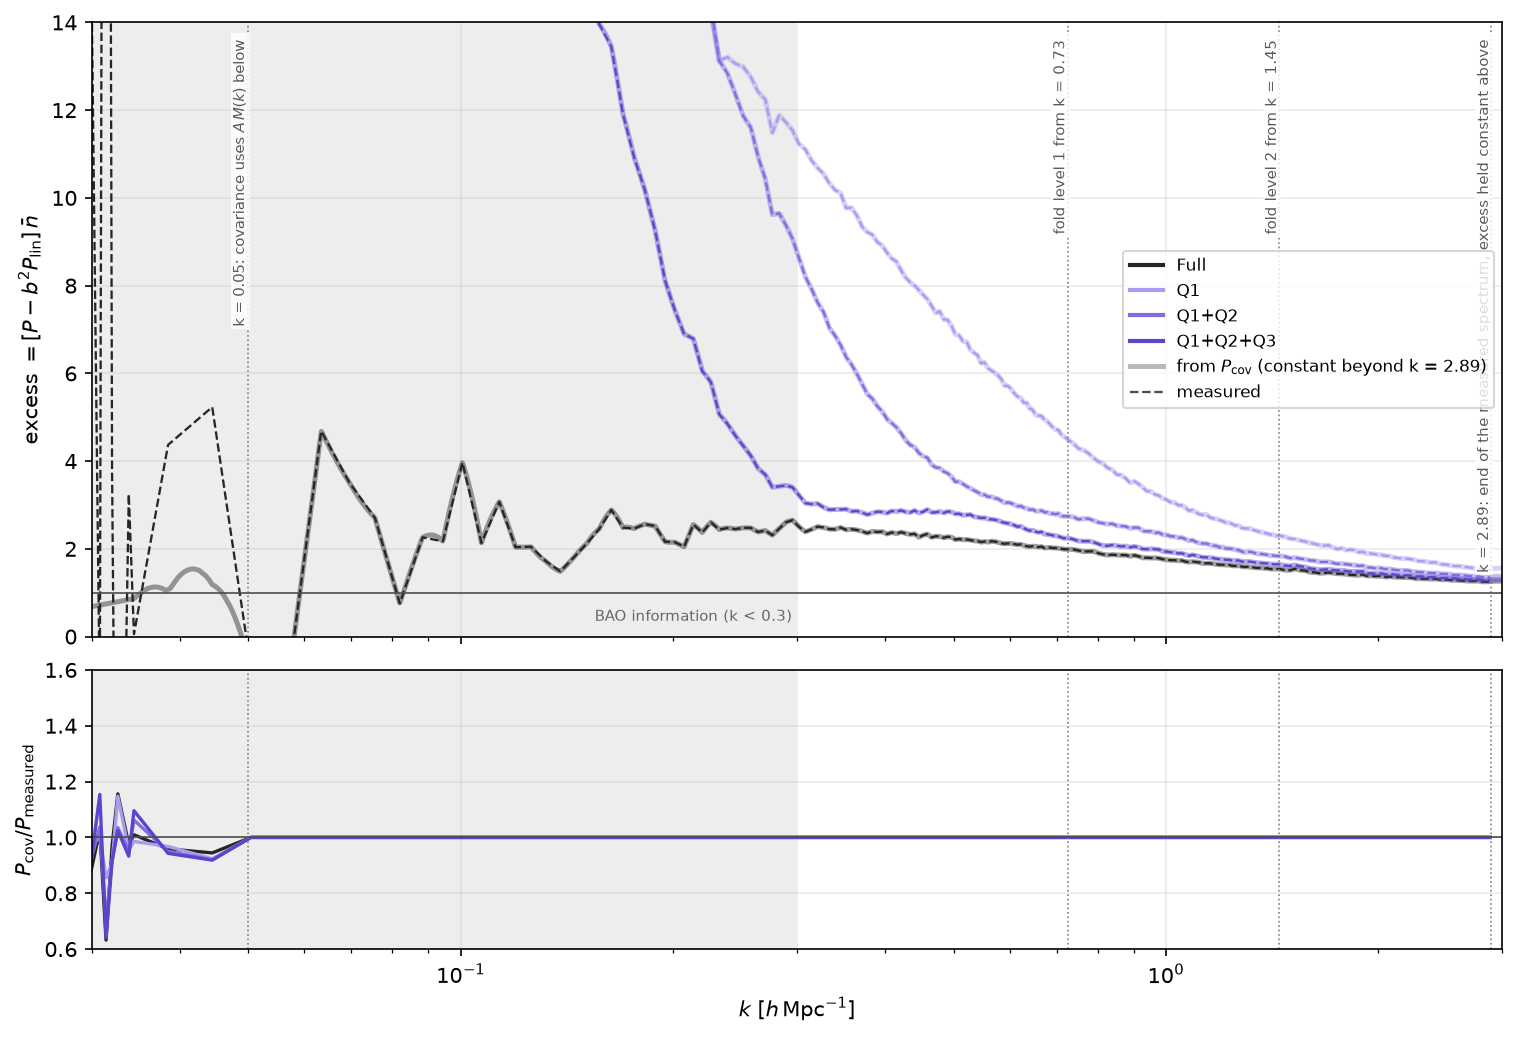 14
12
10
8
6
4
2
0
excess = [P − b²P_lin] n̄
k = 0.05: covariance uses A M(k) below
fold level 1 from k = 0.73
fold level 2 from k = 1.45
k = 2.89: end of the measured spectrum, excess held constant above
Full
Q1
Q1+Q2
Q1+Q2+Q3
from P_cov (constant beyond k = 2.89)
measured
BAO information (k < 0.3)
1.6
1.4
1.2
1.0
0.8
0.6
P_cov/P_measured
10⁻¹
10⁰
k [h Mpc⁻¹]